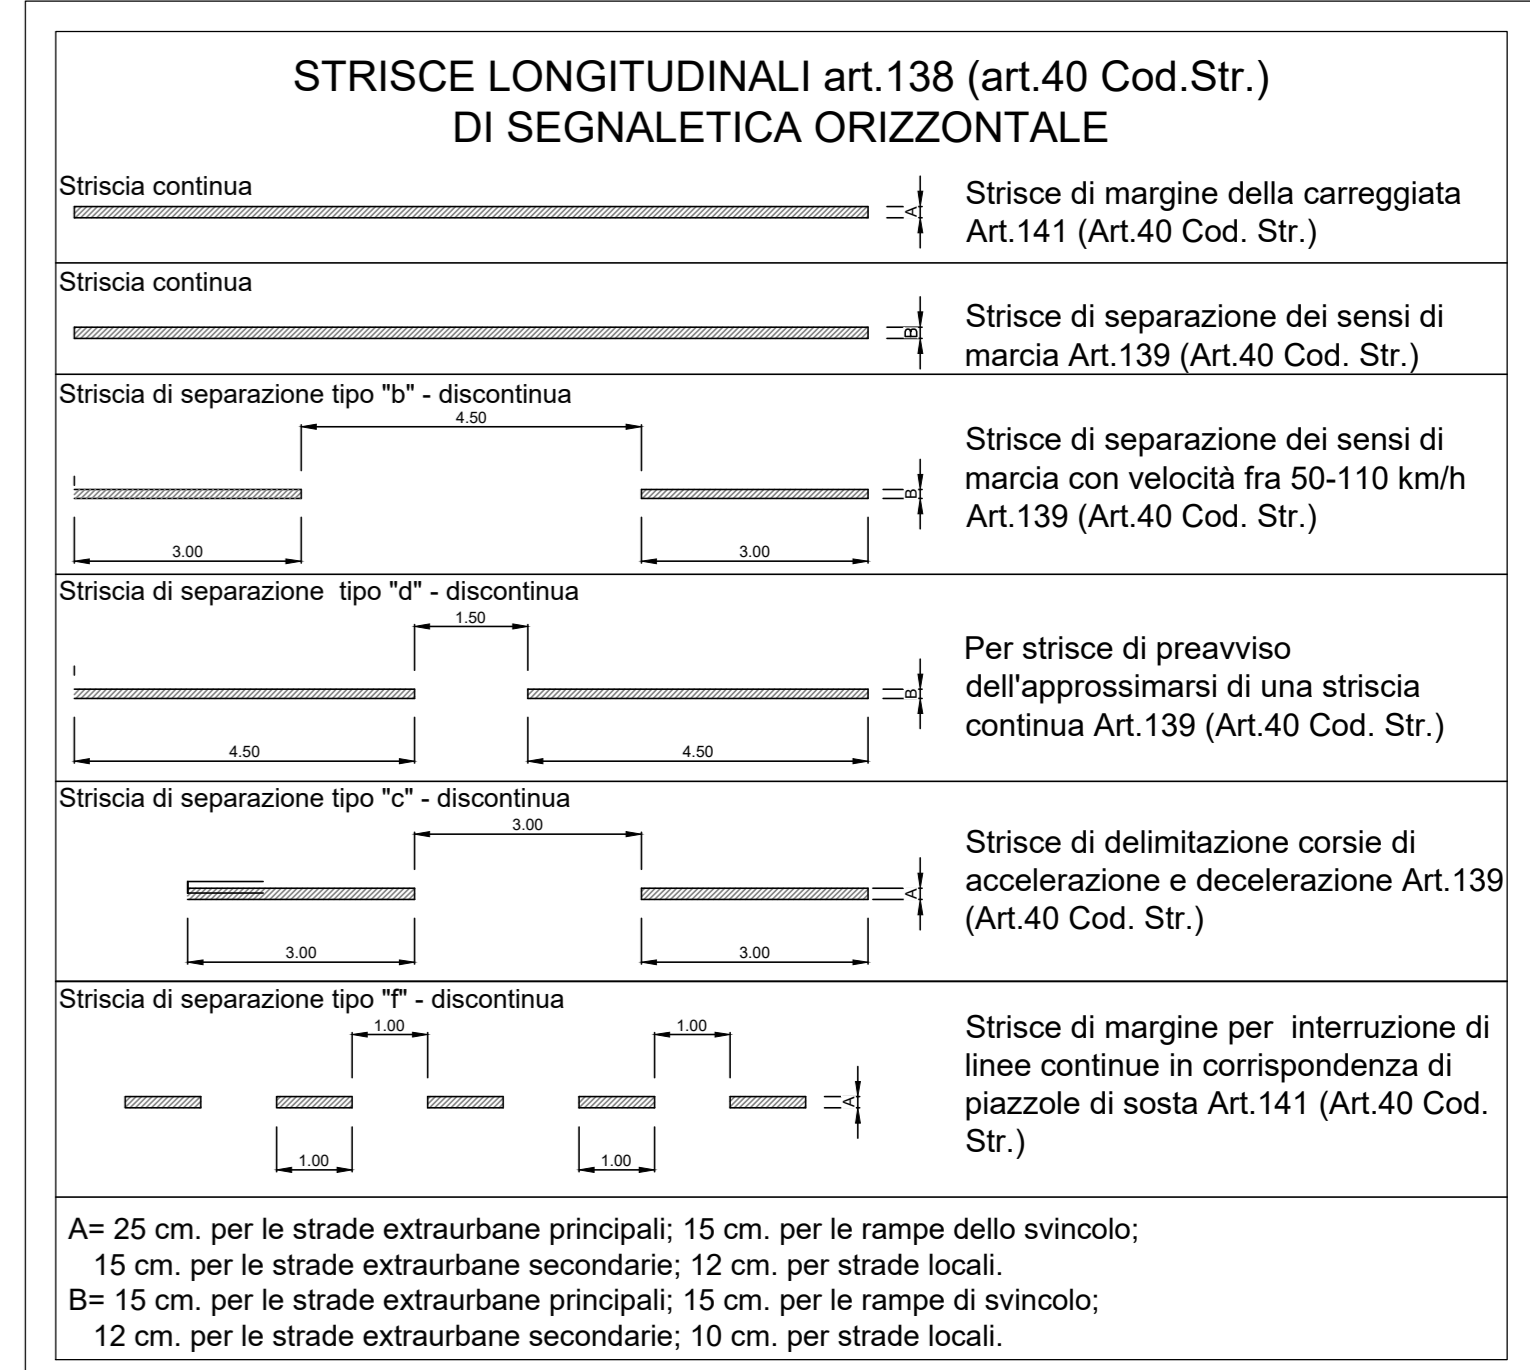 STRISCE LONGITUDINALI art.138 (art.40 Cod.Str.)
DI SEGNALETICA ORIZZONTALE
Striscia continua
A
Strisce di margine della carreggiata
Art.141 (Art.40 Cod. Str.)
Striscia continua
B
Strisce di separazione dei sensi di
marcia Art.139 (Art.40 Cod. Str.)
Striscia di separazione tipo "b" - discontinua
4.50
B
3.00
3.00
Strisce di separazione dei sensi di
marcia con velocità fra 50-110 km/h
Art.139 (Art.40 Cod. Str.)
Striscia di separazione tipo "d" - discontinua
1.50
B
4.50
4.50
Per strisce di preavviso
dell'approssimarsi di una striscia
continua Art.139 (Art.40 Cod. Str.)
Striscia di separazione tipo "c" - discontinua
3.00
A
3.00
3.00
Strisce di delimitazione corsie di
accelerazione e decelerazione Art.139
(Art.40 Cod. Str.)
Striscia di separazione tipo "f" - discontinua
1.00
1.00
A
1.00
1.00
Strisce di margine per interruzione di
linee continue in corrispondenza di
piazzole di sosta Art.141 (Art.40 Cod.
Str.)
A= 25 cm. per le strade extraurbane principali; 15 cm. per le rampe dello svincolo;
15 cm. per le strade extraurbane secondarie; 12 cm. per strade locali.
B= 15 cm. per le strade extraurbane principali; 15 cm. per le rampe di svincolo;
12 cm. per le strade extraurbane secondarie; 10 cm. per strade locali.